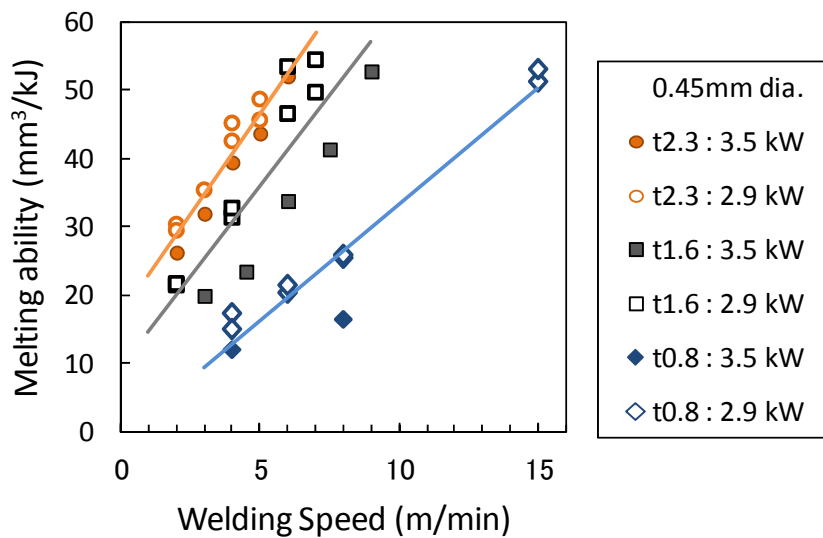 60
50
40
30
20
10
0
0 5 10 15
Melting ability (mm³/kJ)
Welding Speed (m/min)
0.45mm dia.
t2.3 : 3.5 kW
t2.3 : 2.9 kW
t1.6 : 3.5 kW
t1.6 : 2.9 kW
t0.8 : 3.5 kW
t0.8 : 2.9 kW